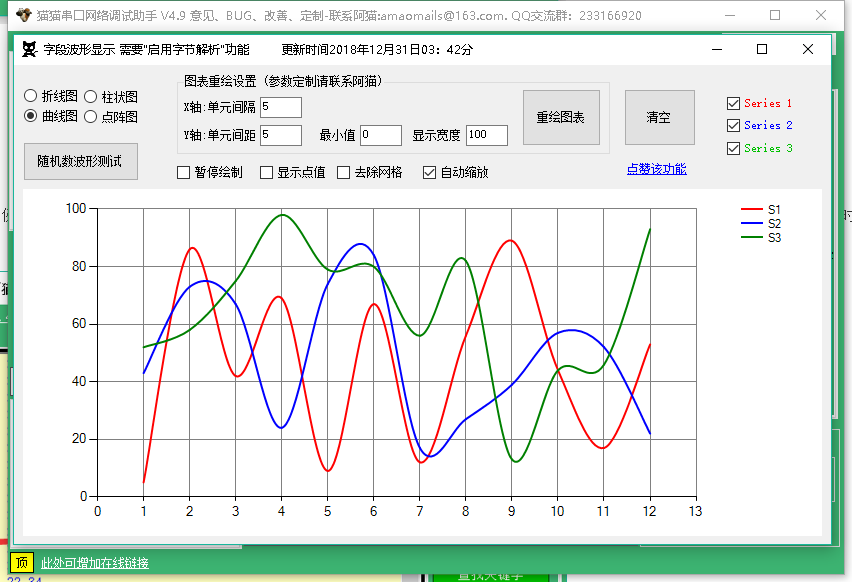 猫猫串口网络调试助手 V4.9 意见、BUG、改善、定制-联系阿猫:amaomails@163.com. QQ交流群：233166920
字段波形显示 需要"启用字节解析"功能 更新时间2018年12月31日03：42分
折线图 柱状图
曲线图 点阵图
随机数波形测试
图表重绘设置（参数定制请联系阿猫）
X轴:单元间隔 5
Y轴:单元间距 5 最小值 0 显示宽度 100
重绘图表
清空
暂停绘制 显示点值 去除网格 自动缩放
点赞该功能
Series 1
Series 2
Series 3
S1
S2
S3
100
80
60
40
20
0
0 1 2 3 4 5 6 7 8 9 10 11 12 13
顶 此处可增加在线链接